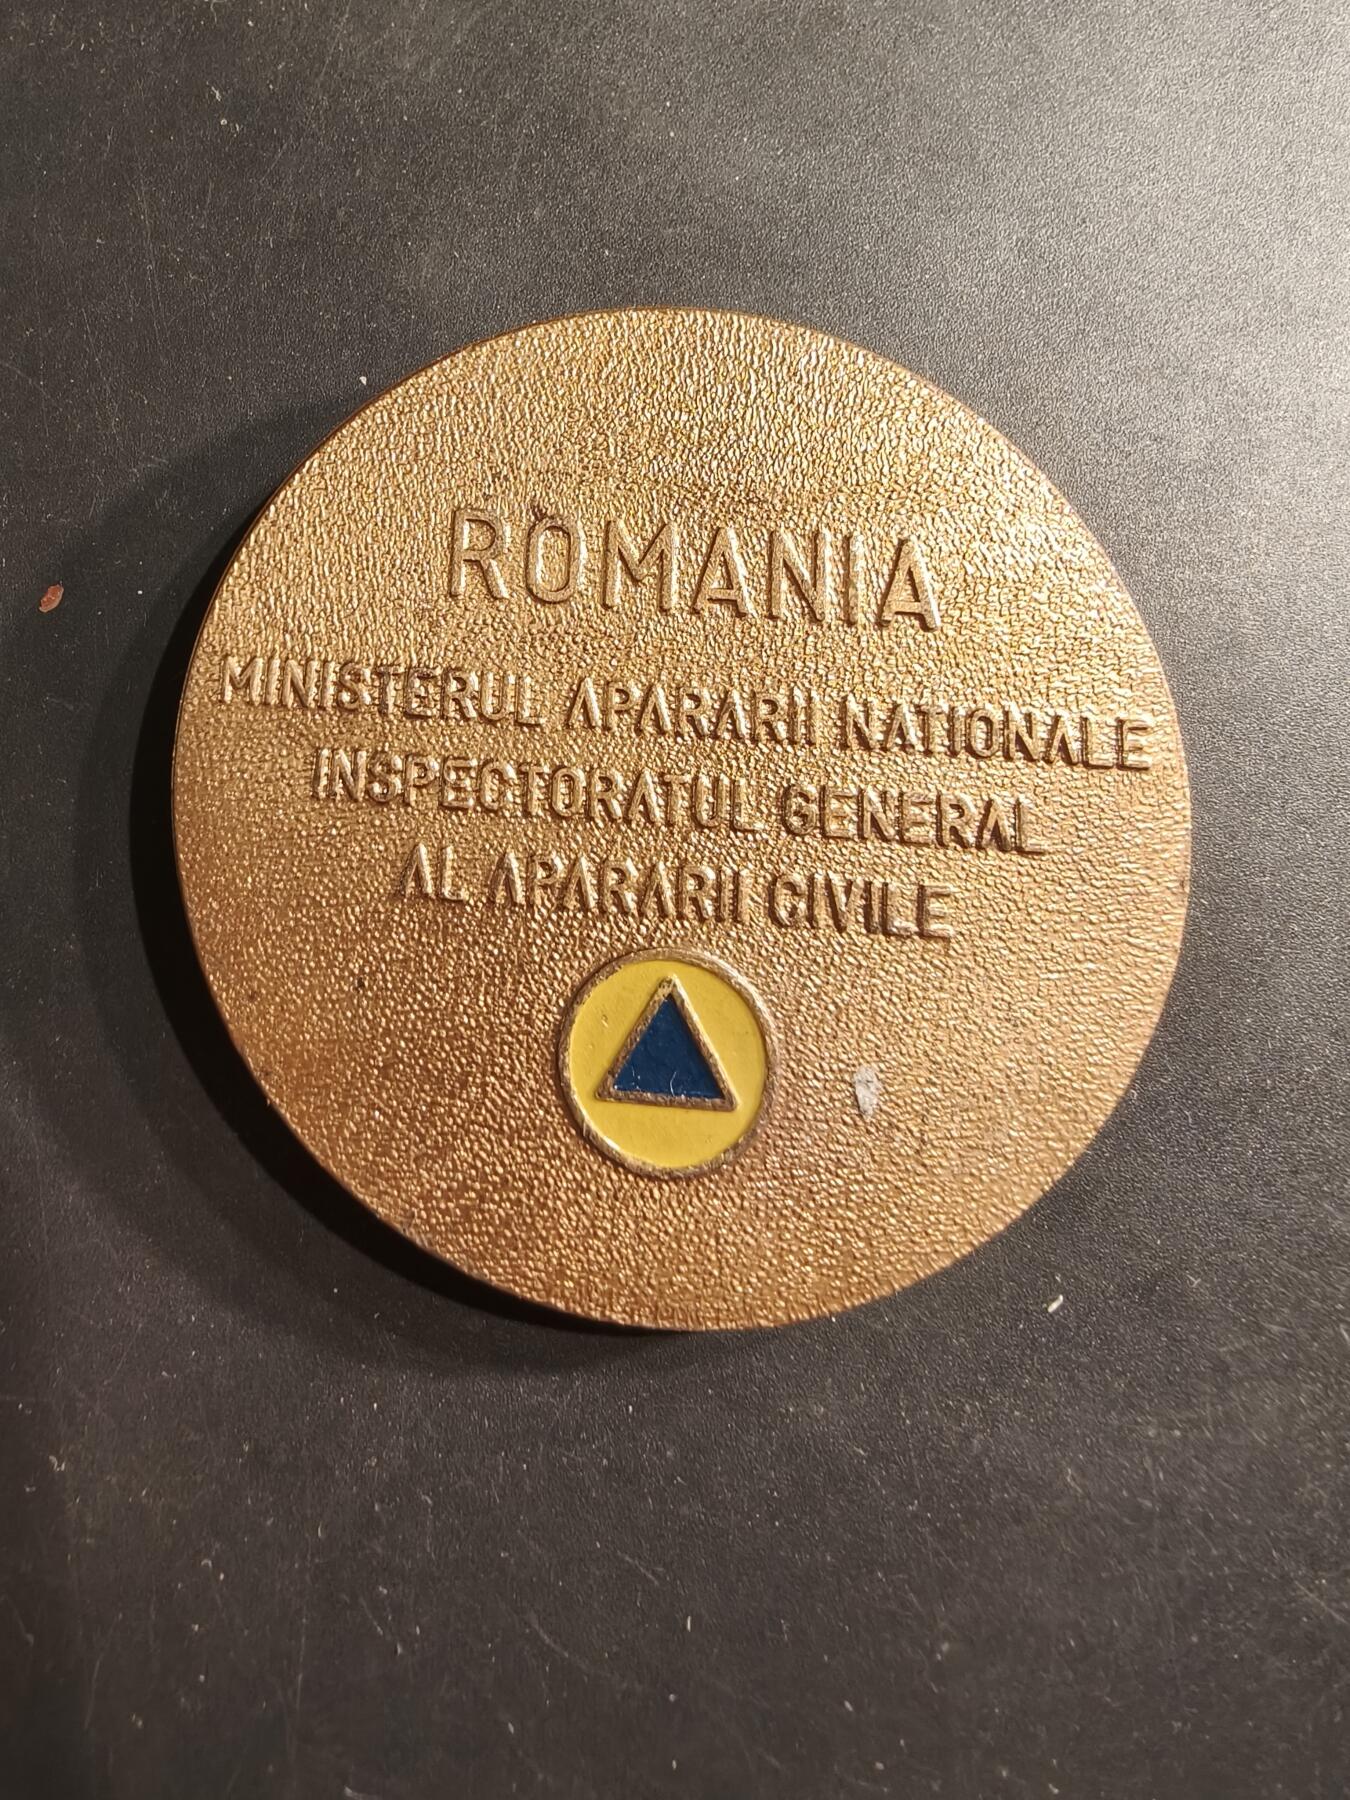 ROMANIA
MINISTERUL APARARII NATIONALE
INSPECTORATUL GENERAL
AL APARARII CIVILE